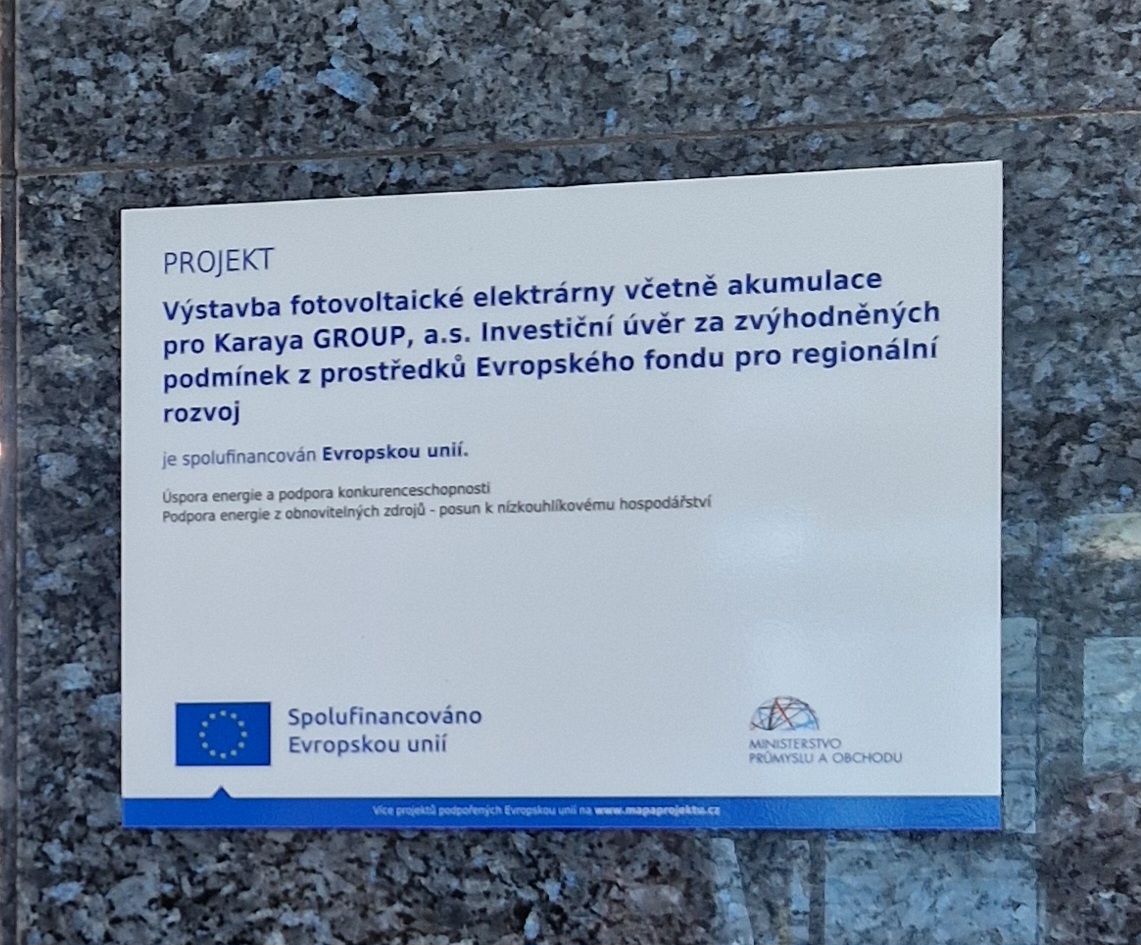 PROJEKT
Výstavba fotovoltaické elektrárny včetně akumulace
pro Karaya GROUP, a.s. Investiční úvěr za zvýhodněných
podmínek z prostředků Evropského fondu pro regionální
rozvoj
je spolufinancován Evropskou unií.
Úspora energie a podpora konkurenceschopnosti
Podpora energie z obnovitelných zdrojů - posun k nízkouhlíkovému hospodářství
Spolufinancováno
Evropskou unií
MINISTERSTVO
PRŮMYSLU A OBCHODU
Více projektů podpořených Evropskou unií na www.mapaprojektu.cz